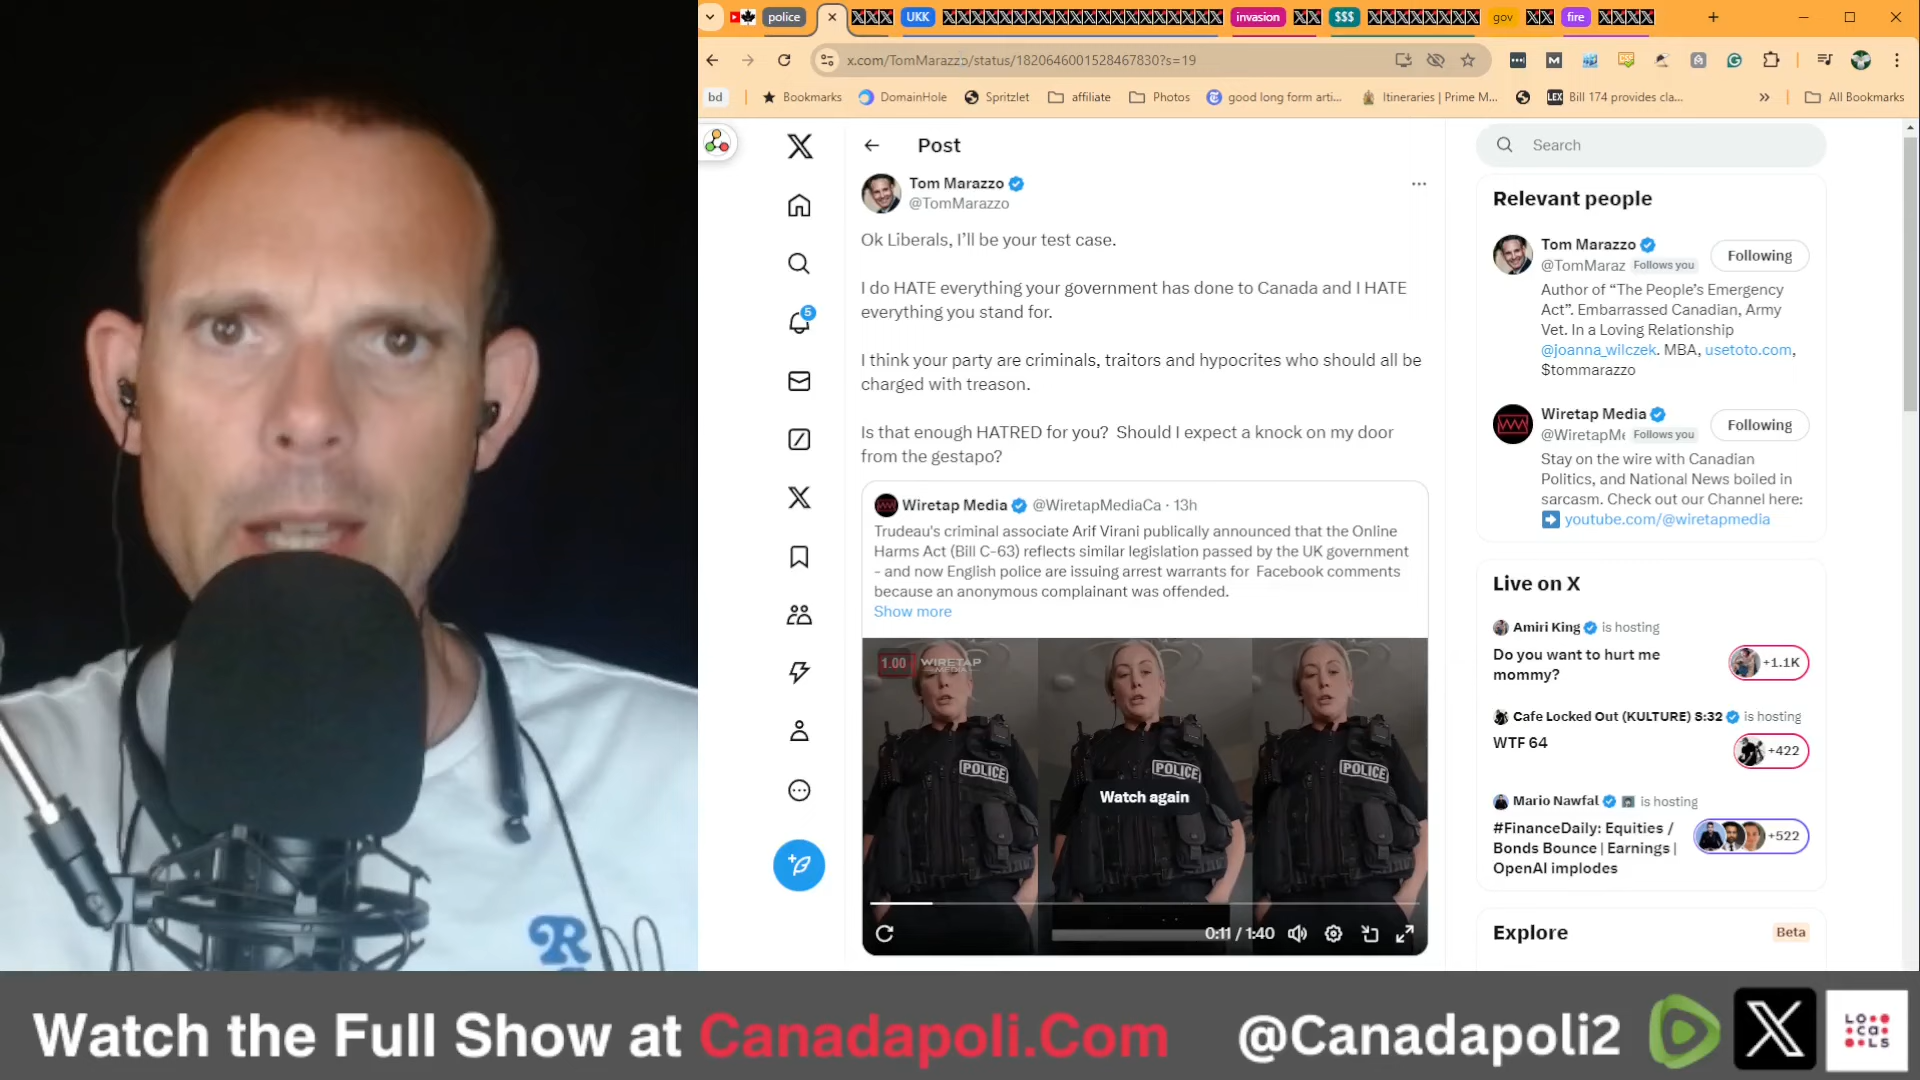 police
UKK
invasion
$$$
gov
fire
x.com/TomMarazzo/status/1820646001528467830?s=19
bd
Bookmarks
DomainHole
Spritzlet
affiliate
Photos
good long form arti...
Itineraries | Prime M...
LEX
Bill 174 provides cla...
All Bookmarks
Post
Search
Tom Marazzo
@TomMarazzo
Ok Liberals, I'll be your test case.
I do HATE everything your government has done to Canada and I HATE
everything you stand for.
I think your party are criminals, traitors and hypocrites who should all be
charged with treason.
Is that enough HATRED for you?  Should I expect a knock on my door
from the gestapo?
Wiretap Media @WiretapMediaCa · 13h
Trudeau's criminal associate Arif Virani publically announced that the Online
Harms Act (Bill C-63) reflects similar legislation passed by the UK government
- and now English police are issuing arrest warrants for  Facebook comments
because an anonymous complainant was offended.
Show more
1.00
WIRETAP
MEDIA
POLICE
POLICE
POLICE
Watch again
0:11 / 1:40
5
Relevant people
Tom Marazzo
@TomMaraz Follows you
Following
Author of "The People's Emergency
Act". Embarrassed Canadian, Army
Vet. In a Loving Relationship
@joanna_wilczek. MBA, usetoto.com,
$tommarazzo
Wiretap Media
@WiretapMe Follows you
Following
Stay on the wire with Canadian
Politics, and National News boiled in
sarcasm. Check out our Channel here:
youtube.com/@wiretapmedia
Live on X
Amiri King is hosting
Do you want to hurt me
mommy?
+1.1K
Cafe Locked Out (KULTURE) 8:32 is hosting
WTF 64
+422
Mario Nawfal is hosting
#FinanceDaily: Equities /
Bonds Bounce | Earnings |
OpenAI implodes
+522
Explore
Beta
R
Watch the Full Show at Canadapoli.Com
@Canadapoli2
LOCALS